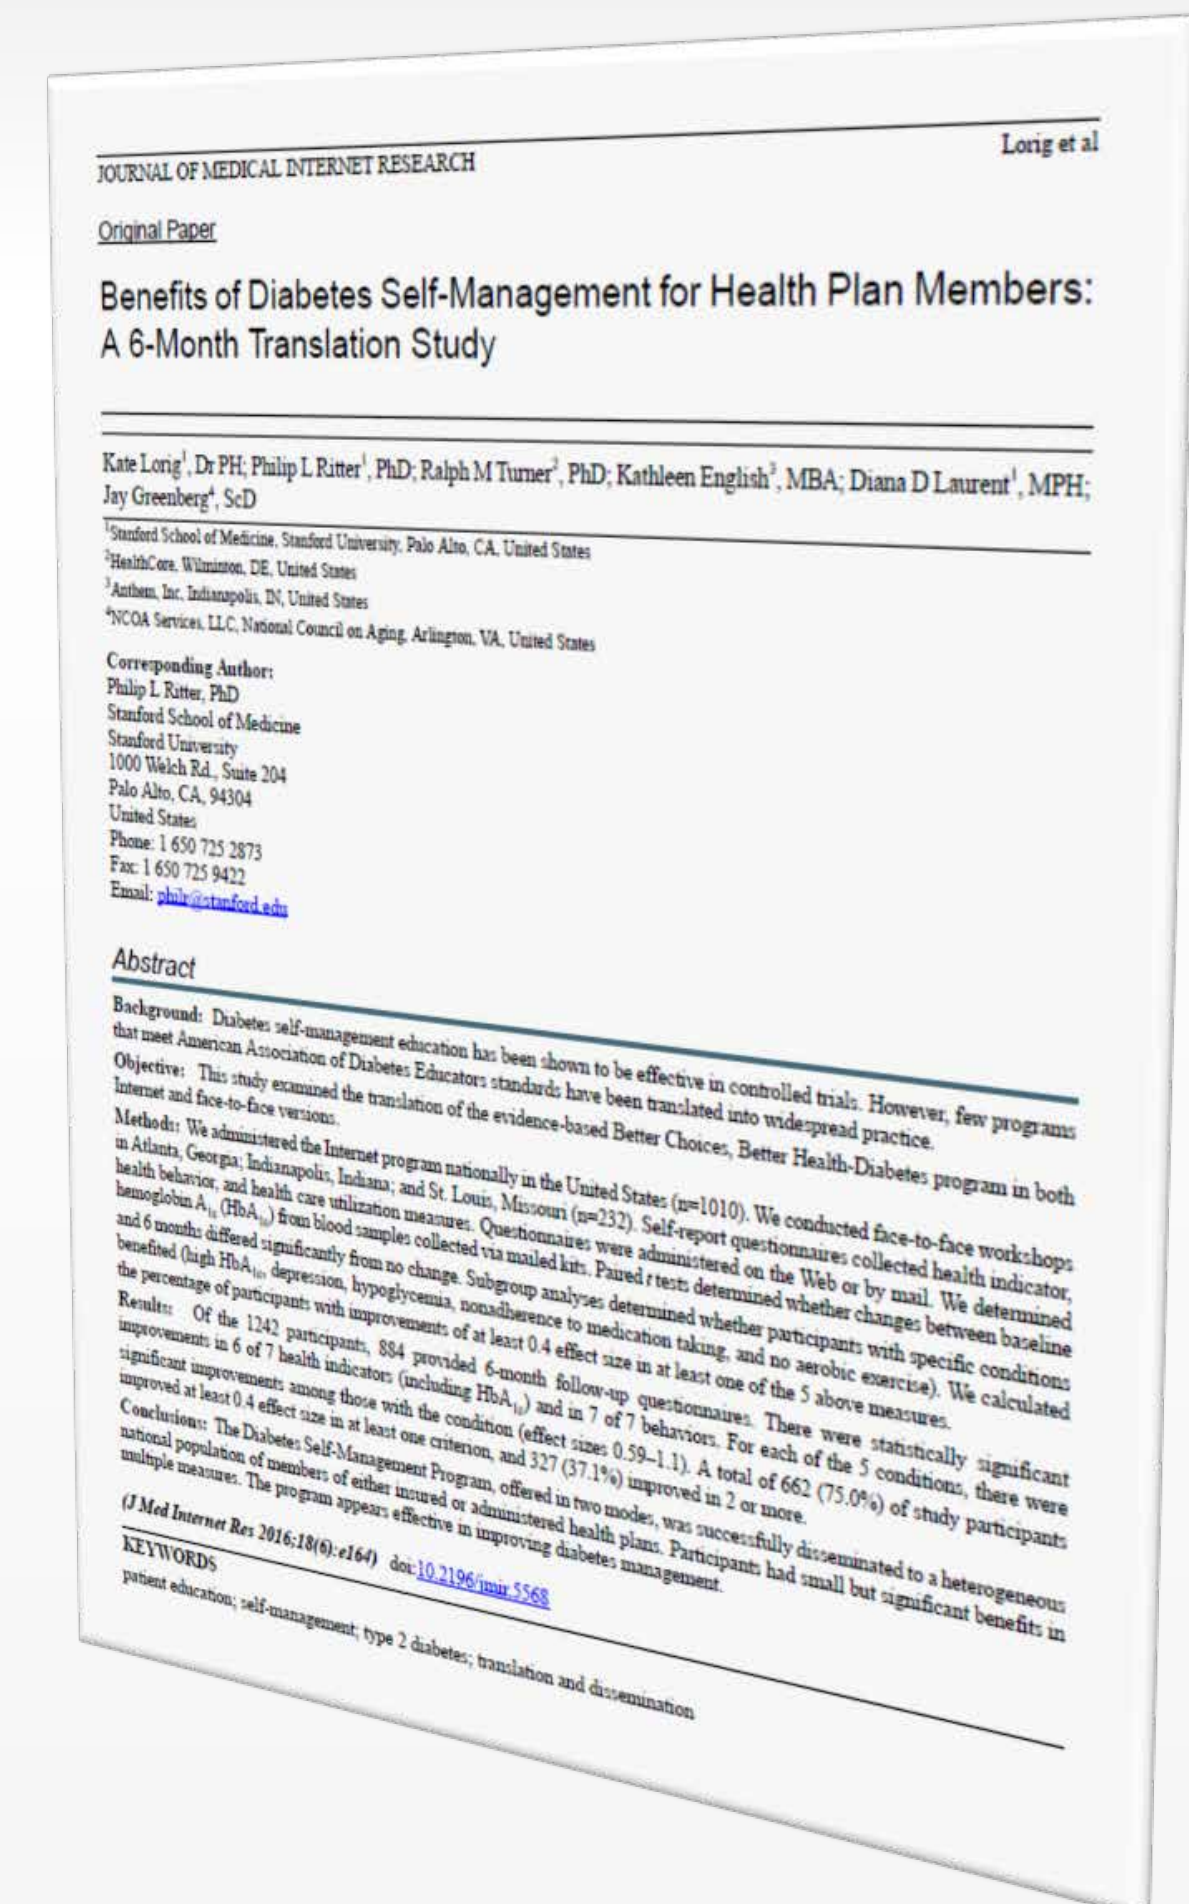 JOURNAL OF MEDICAL INTERNET RESEARCH Lorig et al
Original Paper
Benefits of Diabetes Self-Management for Health Plan Members:
A 6-Month Translation Study
Kate Lorig1, Dr PH; Philip L Ritter1, PhD; Ralph M Turner2, PhD; Kathleen English3, MBA; Diana D Laurent1, MPH;
Jay Greenberg4, ScD
1Stanford School of Medicine, Stanford University, Palo Alto, CA, United States
2HealthCore, Wilminton, DE, United States
3Anthem, Inc, Indianapolis, IN, United States
4NCOA Services, LLC, National Council on Aging, Arlington, VA, United States
Corresponding Author:
Philip L Ritter, PhD
Stanford School of Medicine
Stanford University
1000 Welch Rd., Suite 204
Palo Alto, CA, 94304
United States
Phone: 1 650 725 2873
Fax: 1 650 725 9422
Email: philr@stanford.edu
Abstract
Background: Diabetes self-management education has been shown to be effective in controlled trials. However, few programs
that meet American Association of Diabetes Educators standards have been translated into widespread practice.
Objective: This study examined the translation of the evidence-based Better Choices, Better Health-Diabetes program in both
Internet and face-to-face versions.
Methods: We administered the Internet program nationally in the United States (n=1010). We conducted face-to-face workshops
in Atlanta, Georgia; Indianapolis, Indiana; and St. Louis, Missouri (n=232). Self-report questionnaires collected health indicator,
health behavior, and health care utilization measures. Questionnaires were administered on the Web or by mail. We determined
hemoglobin A1c (HbA1c) from blood samples collected via mailed kits. Paired t tests determined whether changes between baseline
and 6 months differed significantly from no change. Subgroup analyses determined whether participants with specific conditions
benefited (high HbA1c, depression, hypoglycemia, nonadherence to medication taking, and no aerobic exercise). We calculated
the percentage of participants with improvements of at least 0.4 effect size in at least one of the 5 above measures.
Results: Of the 1242 participants, 884 provided 6-month follow-up questionnaires. There were statistically significant
improvements in 6 of 7 health indicators (including HbA1c) and in 7 of 7 behaviors. For each of the 5 conditions, there were
significant improvements among those with the condition (effect sizes 0.59–1.1). A total of 662 (75.0%) of study participants
improved at least 0.4 effect size in at least one criterion, and 327 (37.1%) improved in 2 or more.
Conclusions: The Diabetes Self-Management Program, offered in two modes, was successfully disseminated to a heterogeneous
national population of members of either insured or administered health plans. Participants had small but significant benefits in
multiple measures. The program appears effective in improving diabetes management.
(J Med Internet Res 2016;18(6):e164) doi:10.2196/jmir.5568
KEYWORDS
patient education; self-management; type 2 diabetes; translation and dissemination